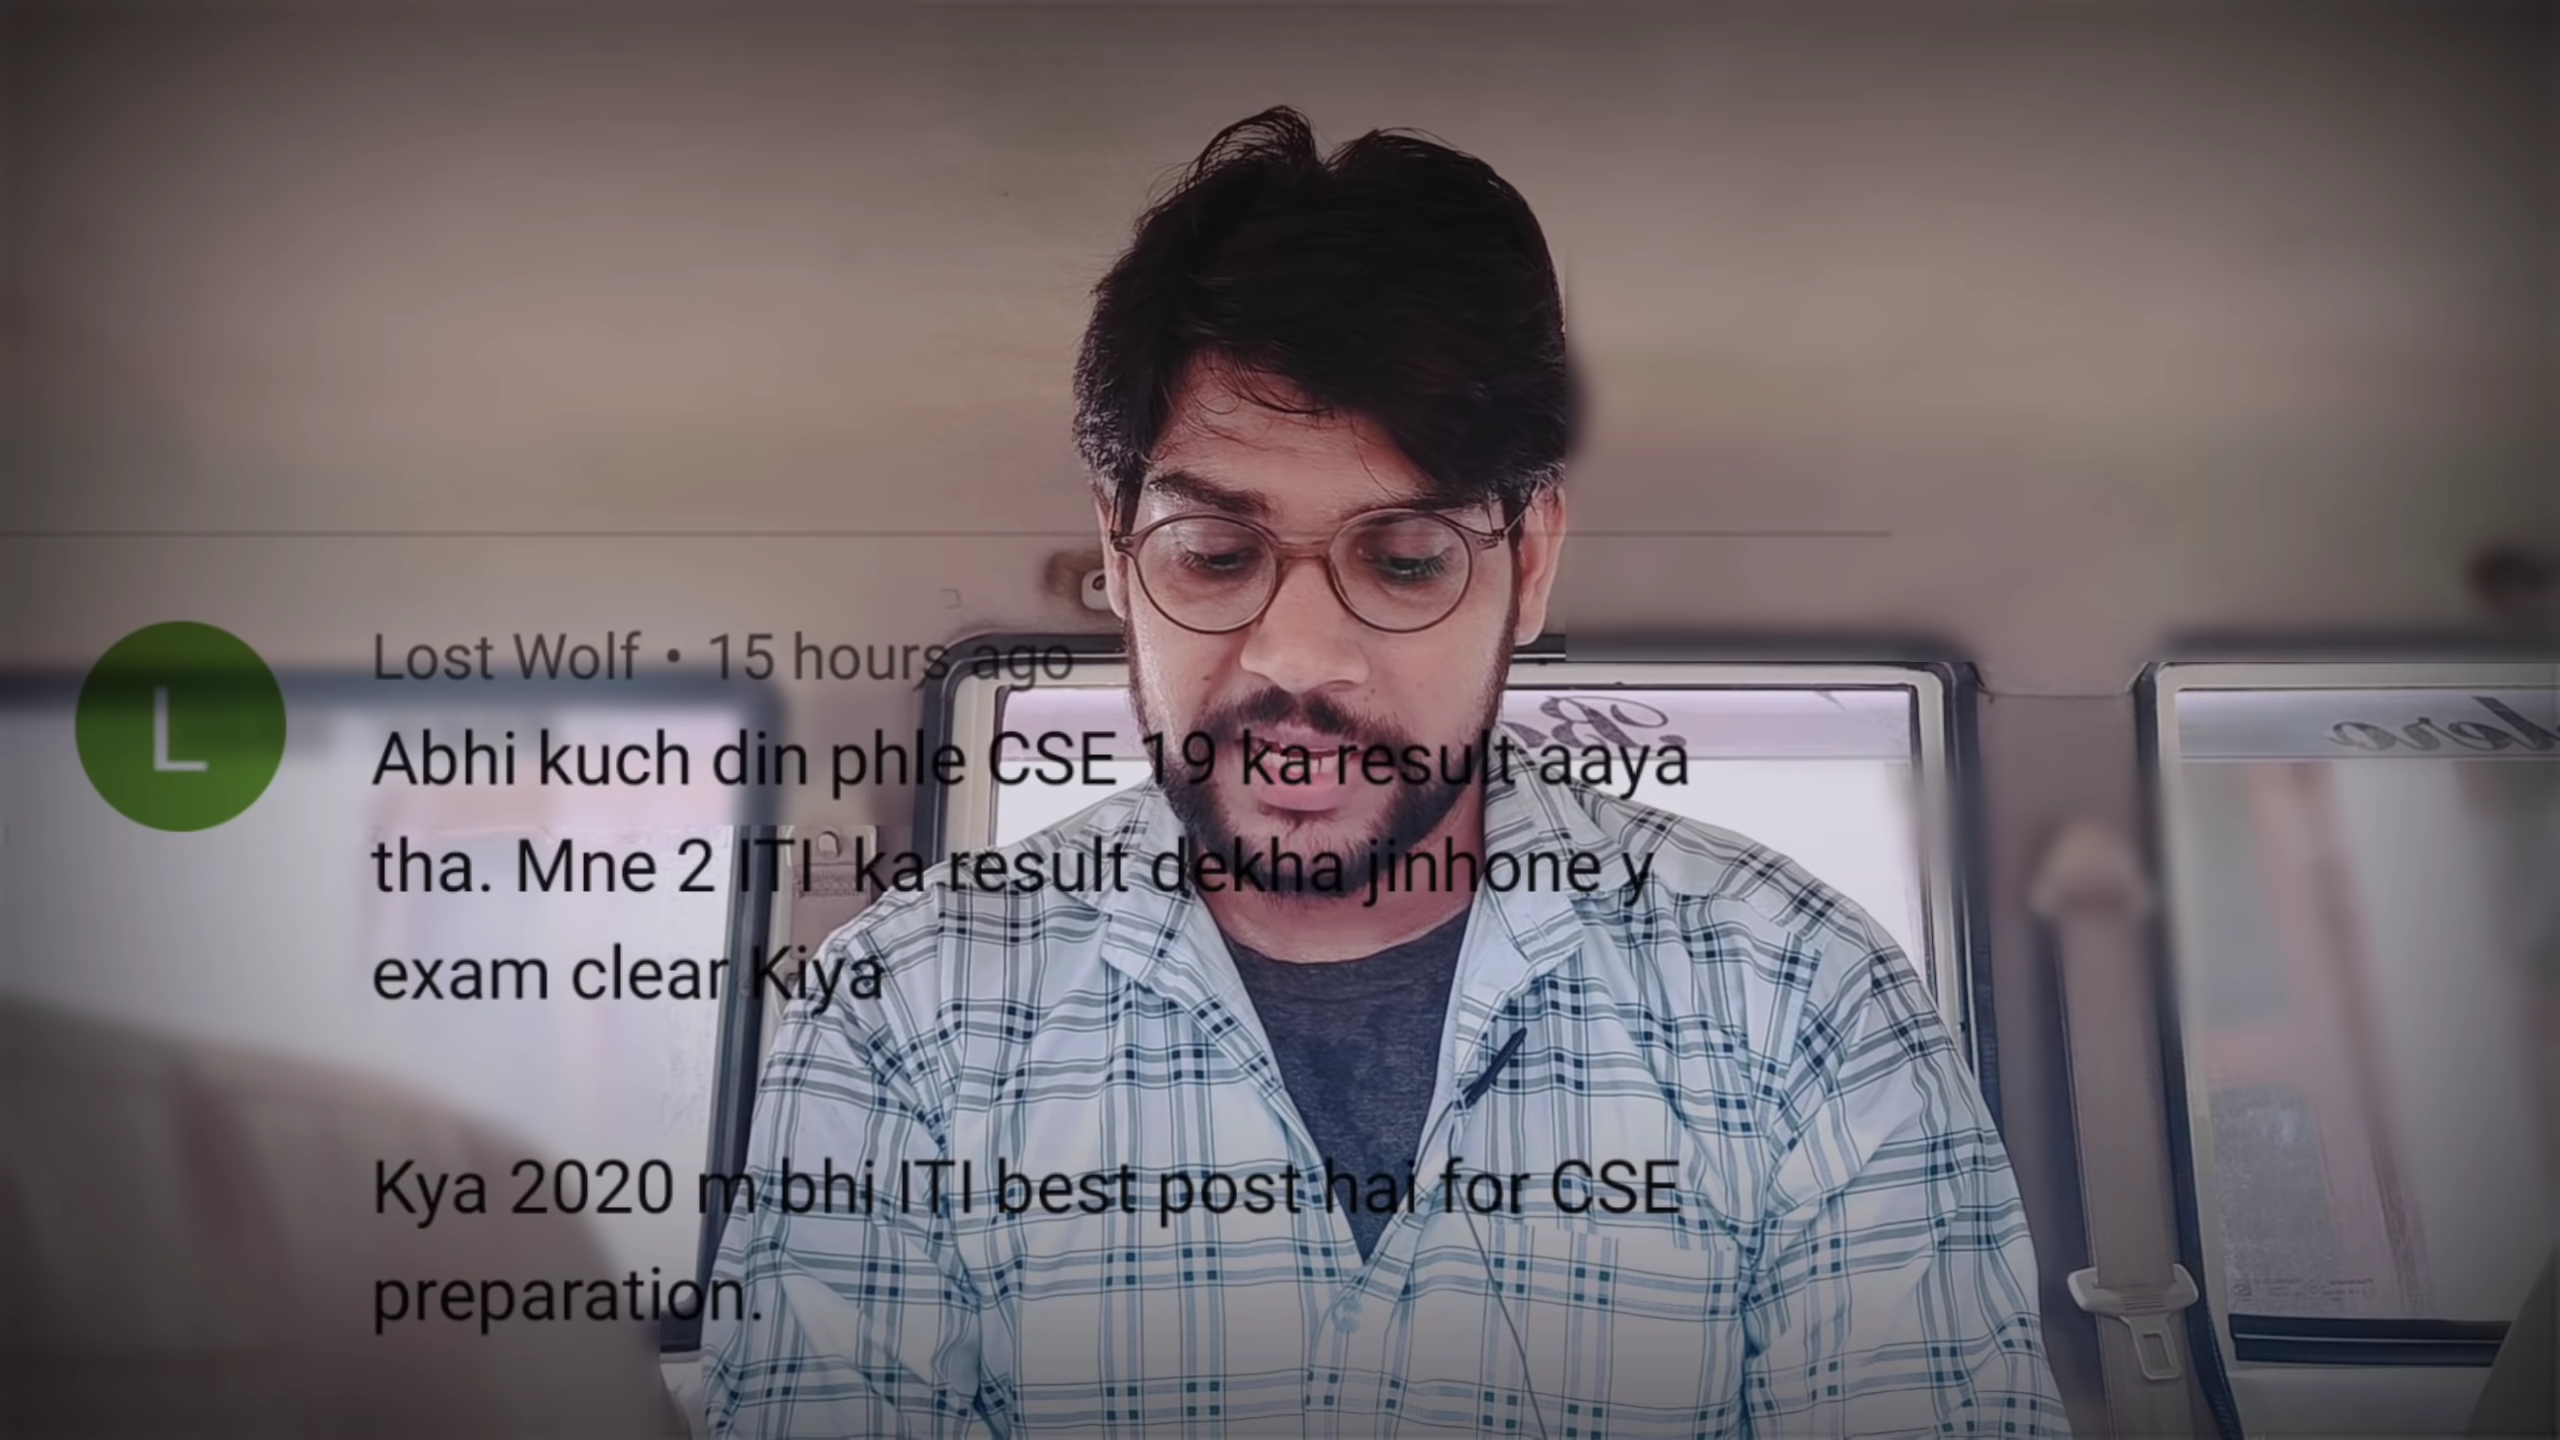 Lost Wolf • 15 hours ago
L
Abhi kuch din phle CSE 19 ka result aaya
tha. Mne 2 ITI ka result dekha jinhone y
exam clear Kiya
Kya 2020 m bhi ITI best post hai for CSE
preparation.